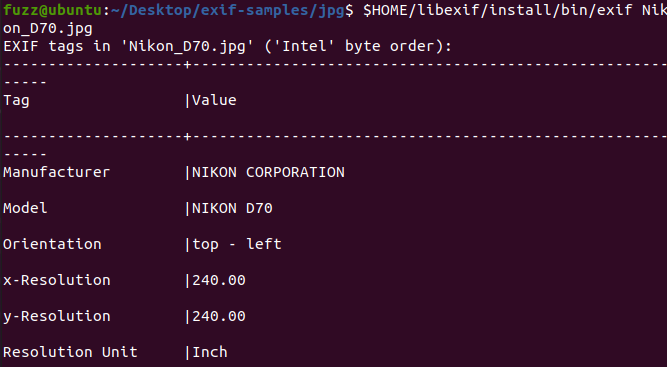 fuzz@ubuntu:~/Desktop/exif-samples/jpg$ $HOME/libexif/install/bin/exif Nik
on_D70.jpg
EXIF tags in 'Nikon_D70.jpg' ('Intel' byte order):
--------------------+-----------------------------------------------------
-----
Tag                 |Value
--------------------+-----------------------------------------------------
-----
Manufacturer        |NIKON CORPORATION
Model               |NIKON D70
Orientation         |top - left
x-Resolution        |240.00
y-Resolution        |240.00
Resolution Unit     |Inch